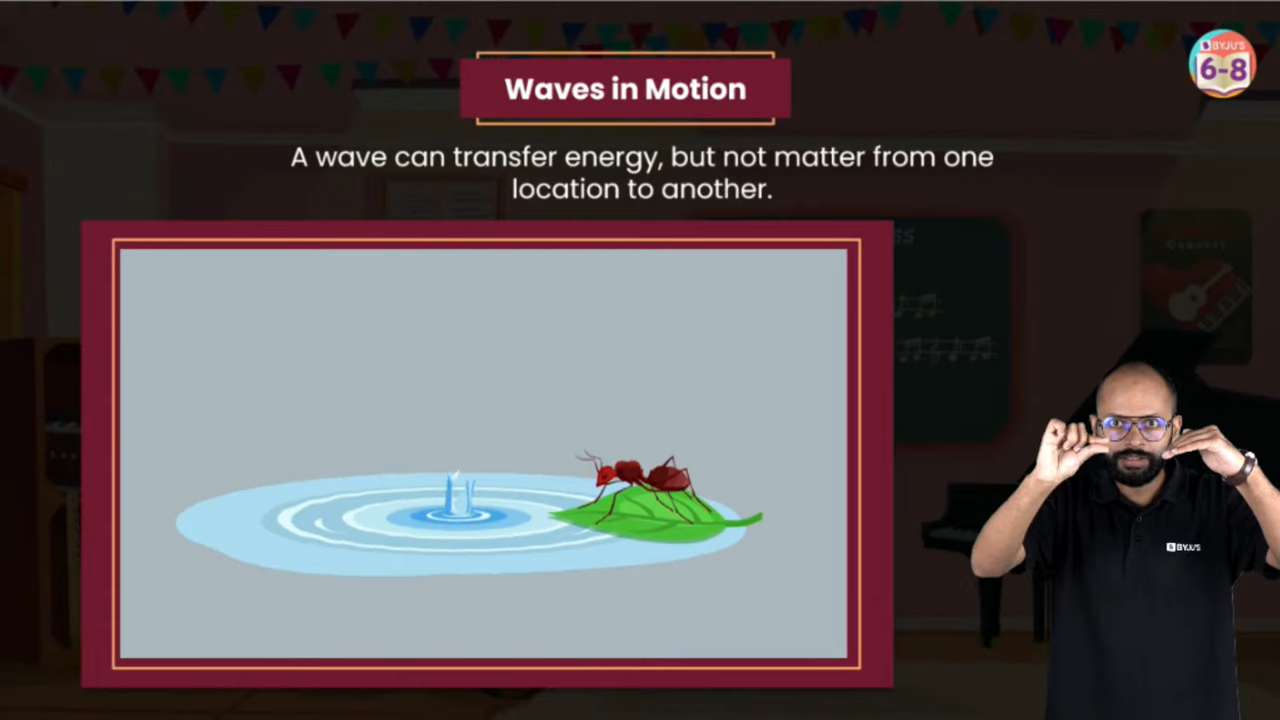 BYJU'S
6-8
Waves in Motion
A wave can transfer energy, but not matter from one
location to another.
BYJU'S